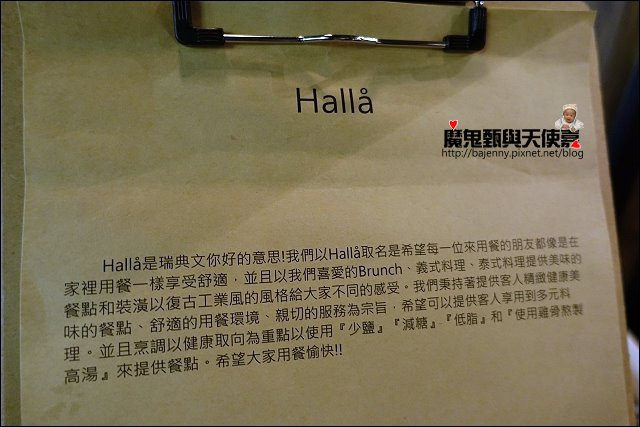 Hallå
魔鬼甄與天使嘉
http://bajenny.pixnet.net/blog
Hallå是瑞典文你好的意思!我們以Hallå取名是希望每一位來用餐的朋友都像是在
家裡用餐一樣享受舒適，並且以我們喜愛的Brunch、義式料理、泰式料理提供美味的
餐點和裝潢以復古工業風的風格給大家不同的感受。我們秉持著提供客人精緻健康美
味的餐點、舒適的用餐環境、親切的服務為宗旨，希望可以提供客人享用到多元料
理。並且烹調以健康取向為重點以使用『少鹽』『減糖』、『低脂』和『使用雞骨熬製
高湯』來提供餐點。希望大家用餐愉快!!